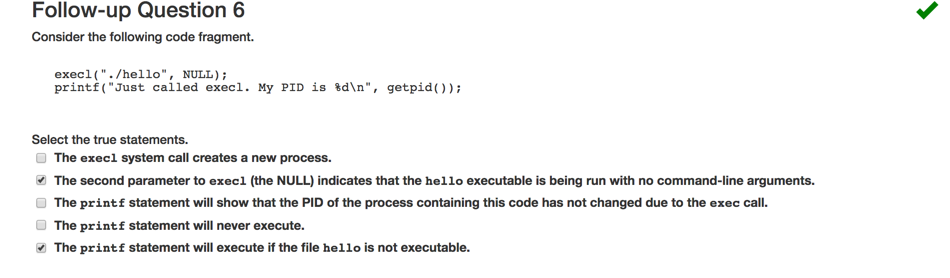 Follow-up Question 6
Consider the following code fragment.
execl("./hello", NULL);
printf("Just called execl. My PID is %d\n", getpid());
Select the true statements.
The execl system call creates a new process.
The second parameter to execl (the NULL) indicates that the hello executable is being run with no command-line arguments.
The printf statement will show that the PID of the process containing this code has not changed due to the exec call.
The printf statement will never execute.
The printf statement will execute if the file hello is not executable.